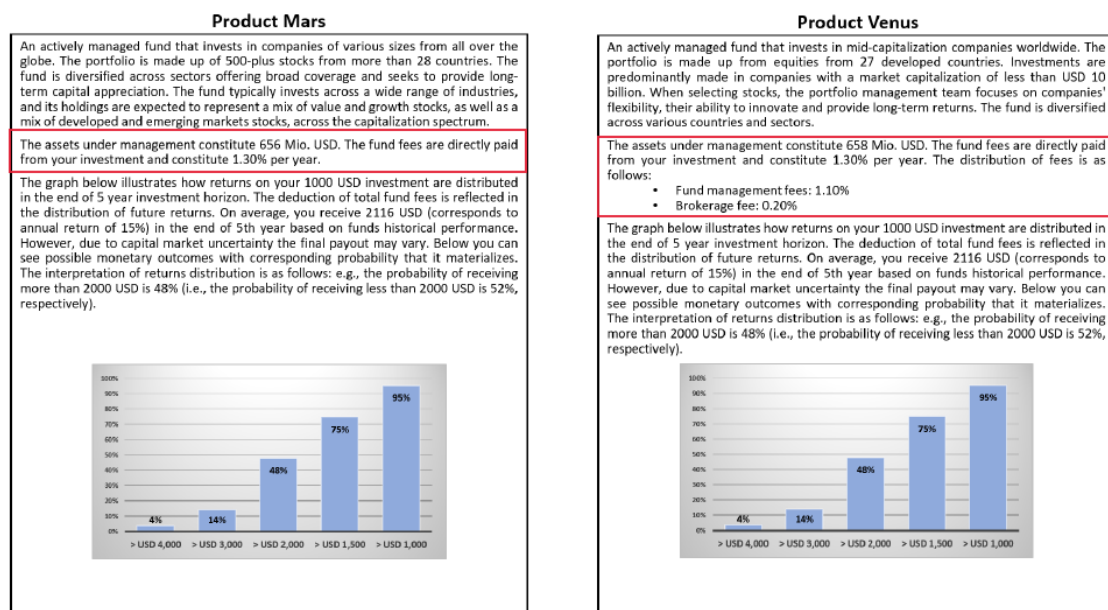 Product Mars
An actively managed fund that invests in companies of various sizes from all over the
globe. The portfolio is made up of 500-plus stocks from more than 28 countries. The
fund is diversified across sectors offering broad coverage and seeks to provide long-
term capital appreciation. The fund typically invests across a wide range of industries,
and its holdings are expected to represent a mix of value and growth stocks, as well as a
mix of developed and emerging markets stocks, across the capitalization spectrum.
The assets under management constitute 656 Mio. USD. The fund fees are directly paid
from your investment and constitute 1.30% per year.
The graph below illustrates how returns on your 1000 USD investment are distributed
in the end of 5 year investment horizon. The deduction of total fund fees is reflected in
the distribution of future returns. On average, you receive 2116 USD (corresponds to
annual return of 15%) in the end of 5th year based on funds historical performance.
However, due to capital market uncertainty the final payout may vary. Below you can
see possible monetary outcomes with corresponding probability that it materializes.
The interpretation of returns distribution is as follows: e.g., the probability of receiving
more than 2000 USD is 48% (i.e., the probability of receiving less than 2000 USD is 52%,
respectively).
100%
90%
80%
70%
60%
50%
40%
30%
20%
10%
0%
4%
14%
48%
75%
95%
> USD 4,000 > USD 3,000 > USD 2,000 > USD 1,500 > USD 1,000
Product Venus
An actively managed fund that invests in mid-capitalization companies worldwide. The
portfolio is made up from equities from 27 developed countries. Investments are
predominantly made in companies with a market capitalization of less than USD 10
billion. When selecting stocks, the portfolio management team focuses on companies'
flexibility, their ability to innovate and provide long-term returns. The fund is diversified
across various countries and sectors.
The assets under management constitute 658 Mio. USD. The fund fees are directly paid
from your investment and constitute 1.30% per year. The distribution of fees is as
follows:
• Fund management fees: 1.10%
• Brokerage fee: 0.20%
The graph below illustrates how returns on your 1000 USD investment are distributed in
the end of 5 year investment horizon. The deduction of total fund fees is reflected in
the distribution of future returns. On average, you receive 2116 USD (corresponds to
annual return of 15%) in the end of 5th year based on funds historical performance.
However, due to capital market uncertainty the final payout may vary. Below you can
see possible monetary outcomes with corresponding probability that it materializes.
The interpretation of returns distribution is as follows: e.g., the probability of receiving
more than 2000 USD is 48% (i.e., the probability of receiving less than 2000 USD is 52%,
respectively).
100%
90%
80%
70%
60%
50%
40%
30%
20%
10%
0%
4%
14%
48%
75%
95%
> USD 4,000 > USD 3,000 > USD 2,000 > USD 1,500 > USD 1,000